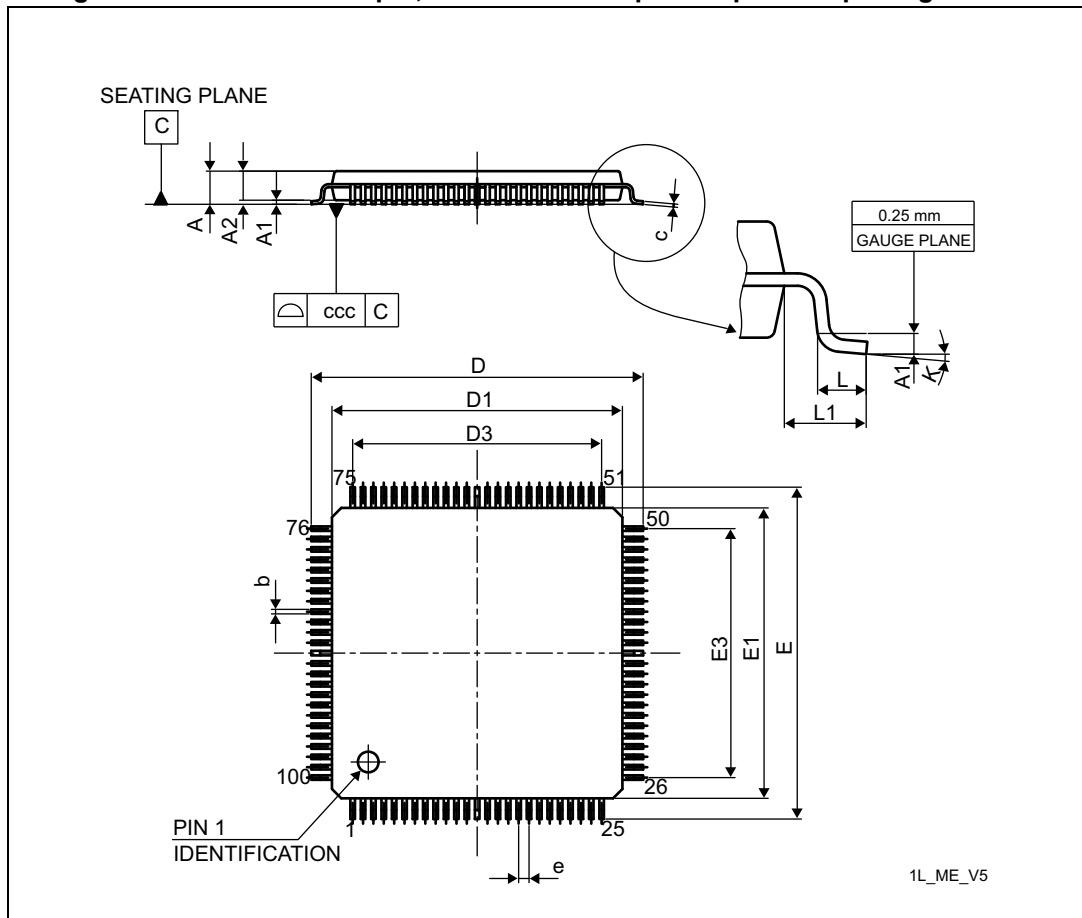 SEATING PLANE
C
A
A2
A1
c
ccc C
0.25 mm
GAUGE PLANE
A1
K
L
L1
D
D1
D3
75
51
76
50
b
E3
E1
E
100
26
1
25
PIN 1
IDENTIFICATION
e
1L_ME_V5